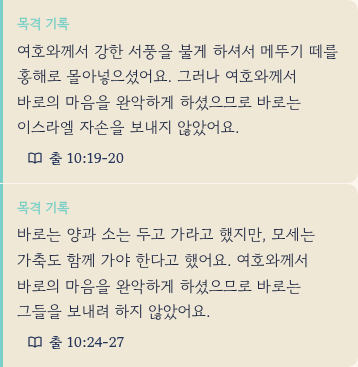 목격 기록
여호와께서 강한 서풍을 불게 하셔서 메뚜기 떼를
홍해로 몰아넣으셨어요. 그러나 여호와께서
바로의 마음을 완악하게 하셨으므로 바로는
이스라엘 자손을 보내지 않았어요.
출 10:19-20
목격 기록
바로는 양과 소는 두고 가라고 했지만, 모세는
가축도 함께 가야 한다고 했어요. 여호와께서
바로의 마음을 완악하게 하셨으므로 바로는
그들을 보내려 하지 않았어요.
출 10:24-27